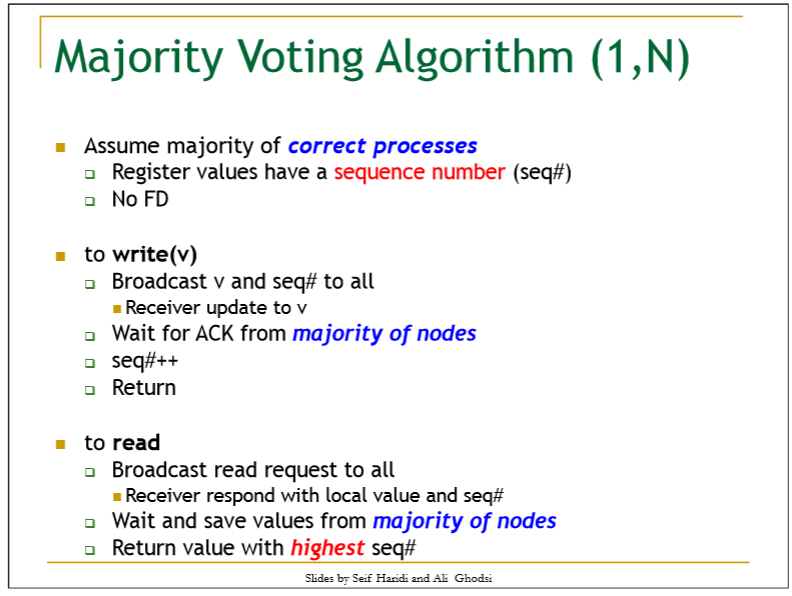 Majority Voting Algorithm (1,N)
Assume majority of correct processes
Register values have a sequence number (seq#)
No FD
to write(v)
Broadcast v and seq# to all
Receiver update to v
Wait for ACK from majority of nodes
seq#++
Return
to read
Broadcast read request to all
Receiver respond with local value and seq#
Wait and save values from majority of nodes
Return value with highest seq#
Slides by Seif Haridi and Ali Ghodsi